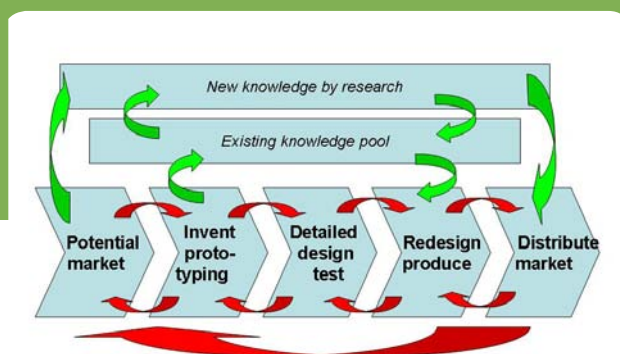 New knowledge by research
Existing knowledge pool
Potential
market
Invent
proto-
typing
Detailed
design
test
Redesign
produce
Distribute
market